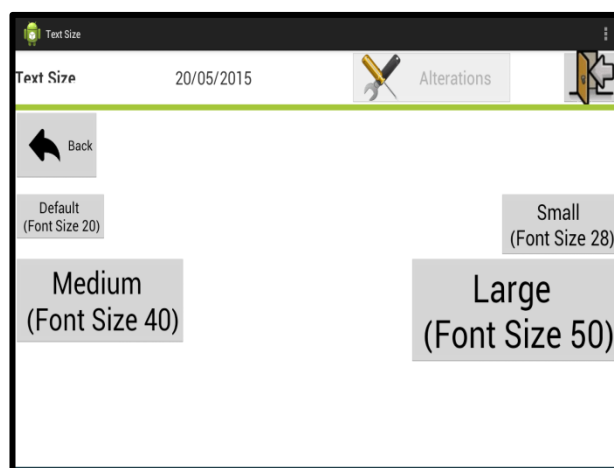 Text Size
Text Size 20/05/2015 Alterations
Back
Default
(Font Size 20)
Small
(Font Size 28)
Medium
(Font Size 40)
Large
(Font Size 50)